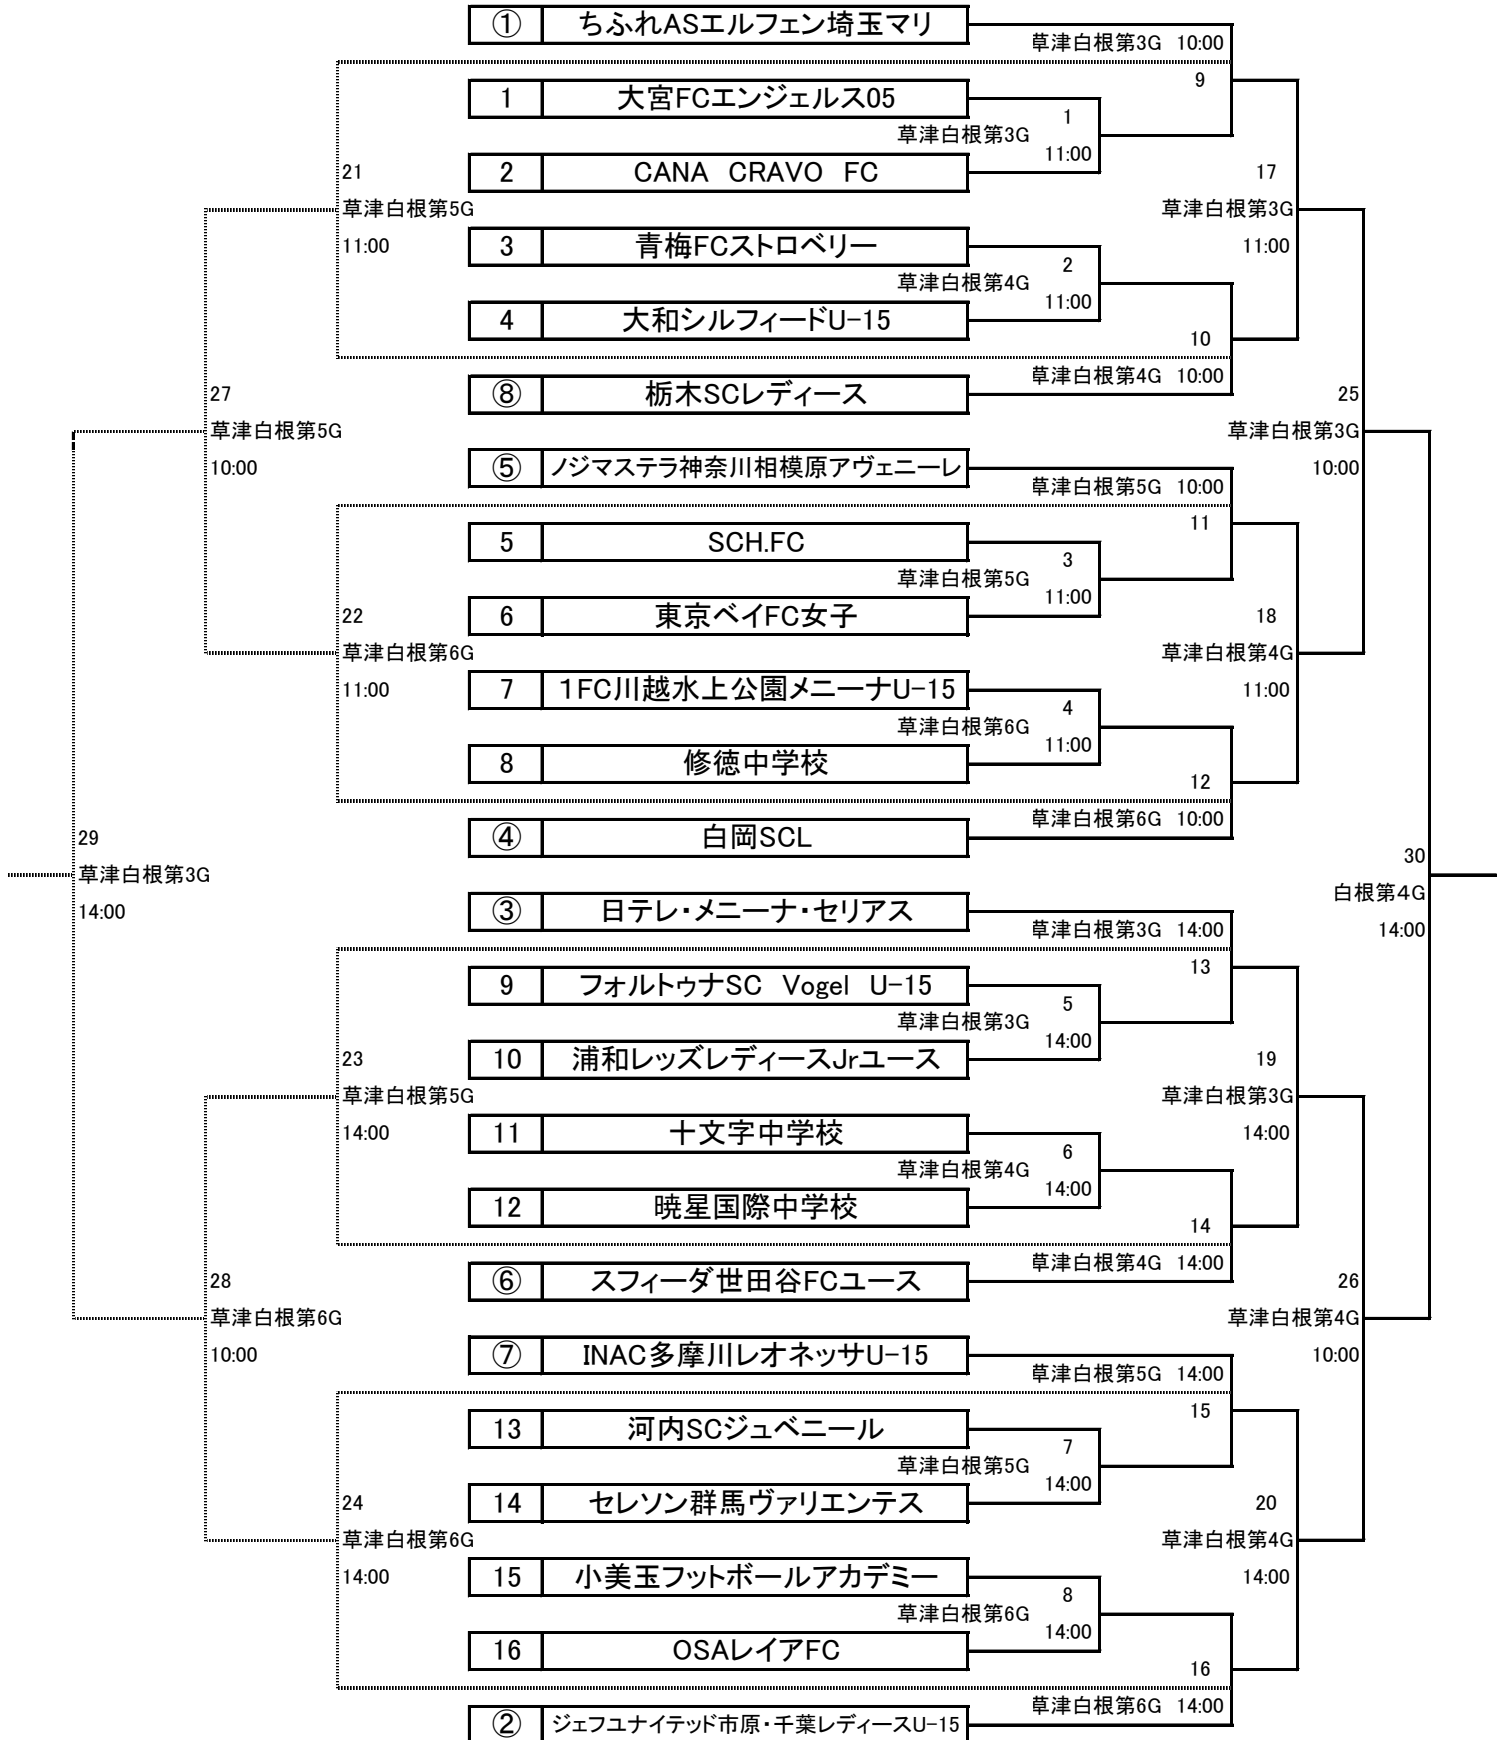 ① ちふれASエルフェン埼玉マリ
草津白根第3G 10:00
9
1 大宮FCエンジェルス05
1
草津白根第3G
11:00
2 CANA CRAVO FC
21
草津白根第5G
11:00
17
草津白根第3G
11:00
3 青梅FCストロベリー
2
草津白根第4G
11:00
4 大和シルフィードU-15
10
草津白根第4G 10:00
⑧ 栃木SCレディース
27
草津白根第5G
10:00
25
草津白根第3G
10:00
⑤ ノジマステラ神奈川相模原アヴェニーレ
草津白根第5G 10:00
11
5 SCH.FC
3
草津白根第5G
11:00
6 東京ベイFC女子
22
草津白根第6G
11:00
18
草津白根第4G
11:00
7 1FC川越水上公園メニーナU-15
4
草津白根第6G
11:00
8 修徳中学校
12
草津白根第6G 10:00
④ 白岡SCL
29
草津白根第3G
14:00
30
白根第4G
14:00
③ 日テレ・メニーナ・セリアス
草津白根第3G 14:00
13
9 フォルトゥナSC Vogel U-15
5
草津白根第3G
14:00
10 浦和レッズレディースJrユース
23
草津白根第5G
14:00
19
草津白根第3G
14:00
11 十文字中学校
6
草津白根第4G
14:00
12 暁星国際中学校
14
草津白根第4G 14:00
⑥ スフィーダ世田谷FCユース
28
草津白根第6G
10:00
26
草津白根第4G
10:00
⑦ INAC多摩川レオネッサU-15
草津白根第5G 14:00
15
13 河内SCジュベニール
7
草津白根第5G
14:00
14 セレソン群馬ヴァリエンテス
24
草津白根第6G
14:00
20
草津白根第4G
14:00
15 小美玉フットボールアカデミー
8
草津白根第6G
14:00
16 OSAレイアFC
16
草津白根第6G 14:00
② ジェフユナイテッド市原・千葉レディースU-15